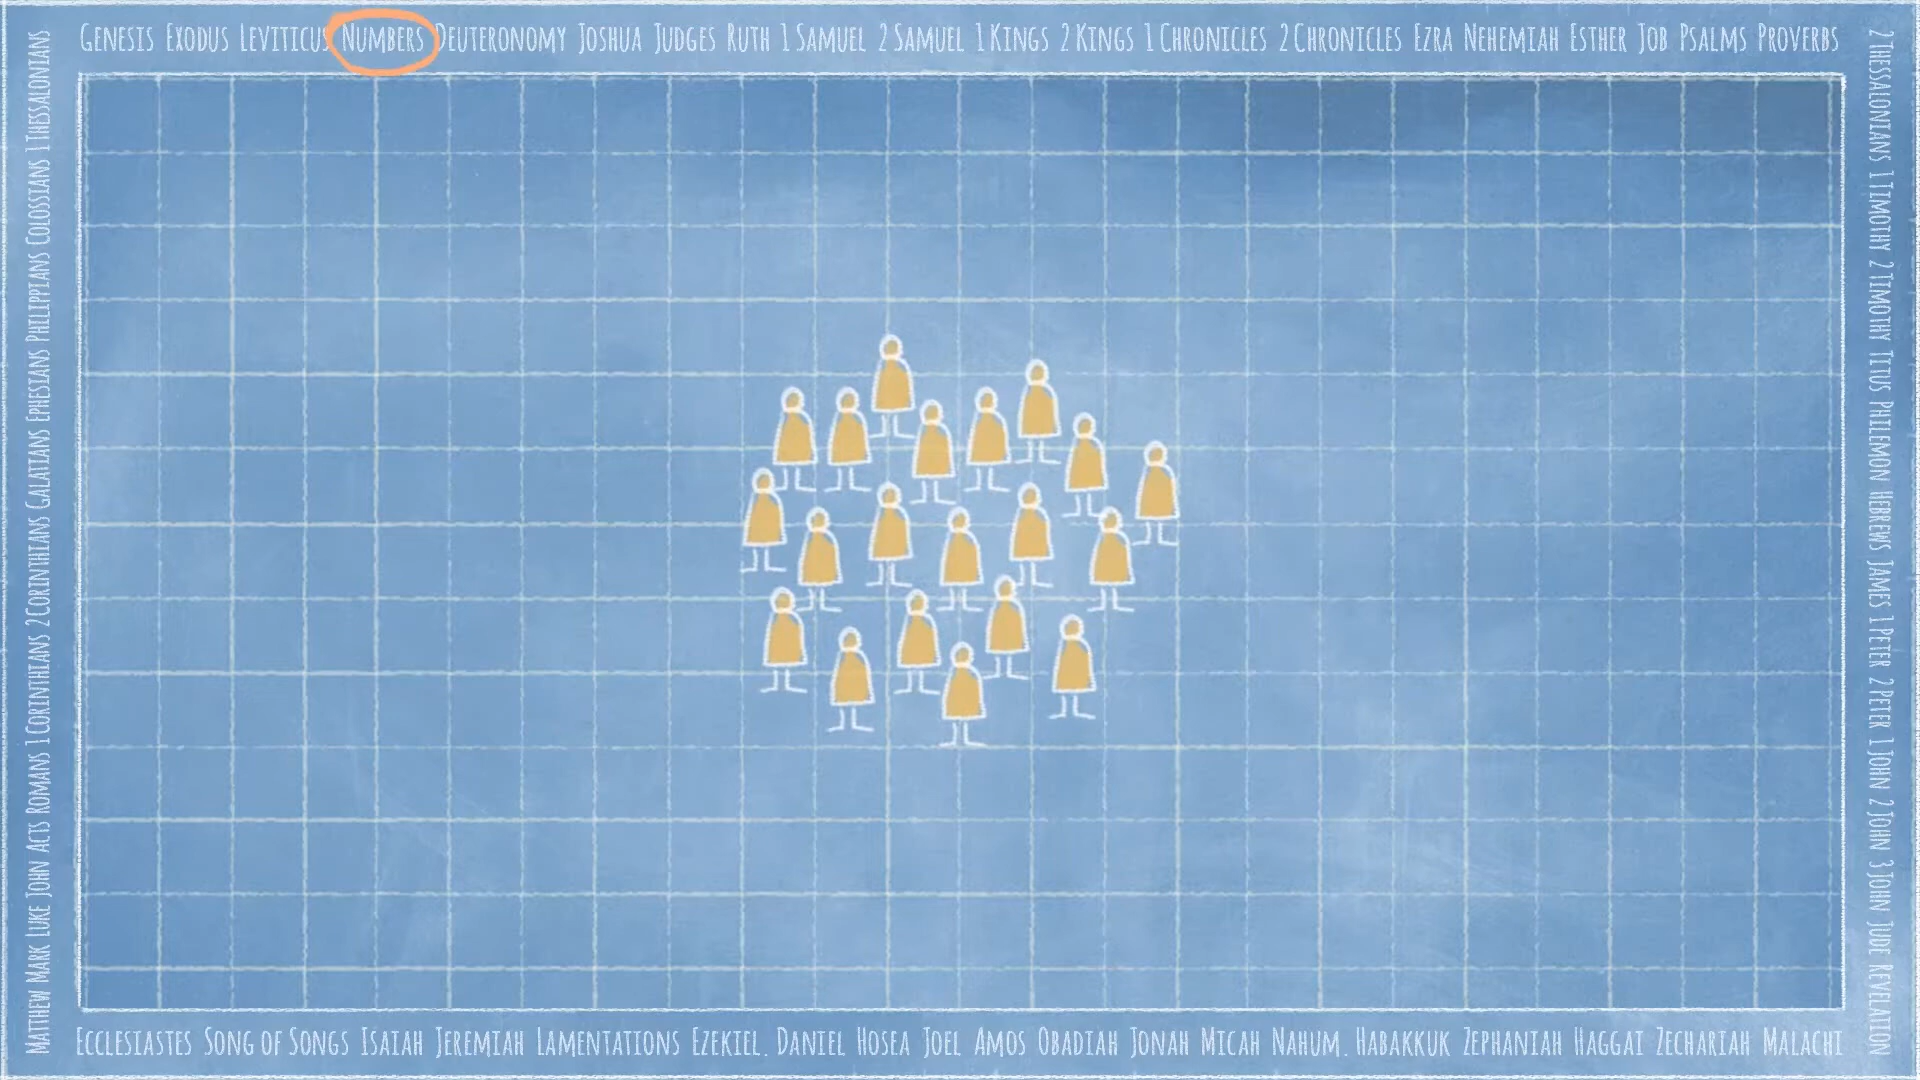 Genesis Exodus Leviticus Numbers Deuteronomy Joshua Judges Ruth 1 Samuel 2 Samuel 1 Kings 2 Kings 1 Chronicles 2 Chronicles Ezra Nehemiah Esther Job Psalms Proverbs
Ecclesiastes Song of Songs Isaiah Jeremiah Lamentations Ezekiel. Daniel Hosea Joel Amos Obadiah Jonah Micah Nahum. Habakkuk Zephaniah Haggai Zechariah Malachi
Matthew Mark Luke John Acts Romans 1 Corinthians 2 Corinthians Galatians Ephesians Philippians Colossians 1 Thessalonians
2 Thessalonians 1 Timothy 2 Timothy Titus Philemon Hebrews James 1 Peter 2 Peter 1 John 2 John 3 John Jude Revelation